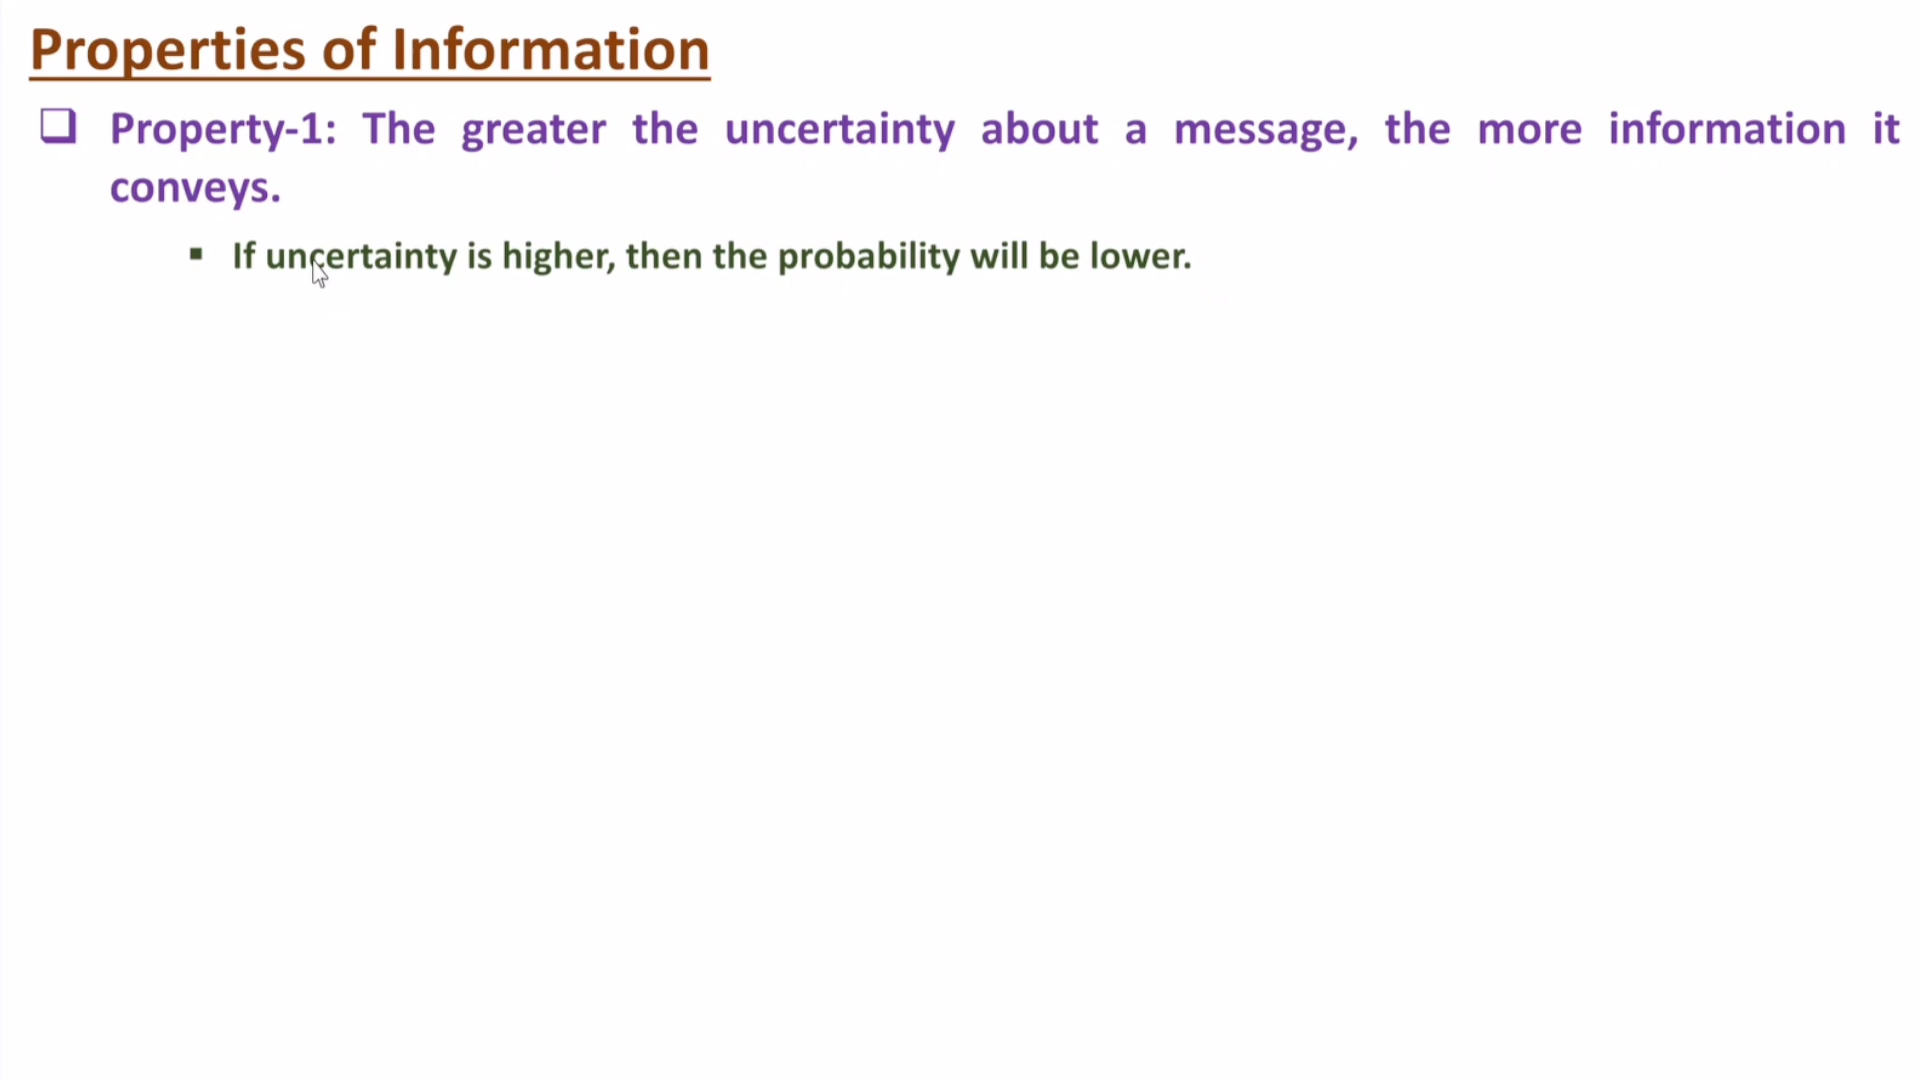 Properties of Information
Property-1: The greater the uncertainty about a message, the more information it
conveys.
If uncertainty is higher, then the probability will be lower.